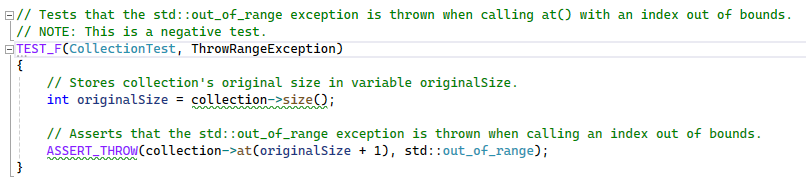 // Tests that the std::out_of_range exception is thrown when calling at() with an index out of bounds.
// NOTE: This is a negative test.
TEST_F(CollectionTest, ThrowRangeException)
{
    // Stores collection's original size in variable originalSize.
    int originalSize = collection->size();
    // Asserts that the std::out_of_range exception is thrown when calling an index out of bounds.
    ASSERT_THROW(collection->at(originalSize + 1), std::out_of_range);
}